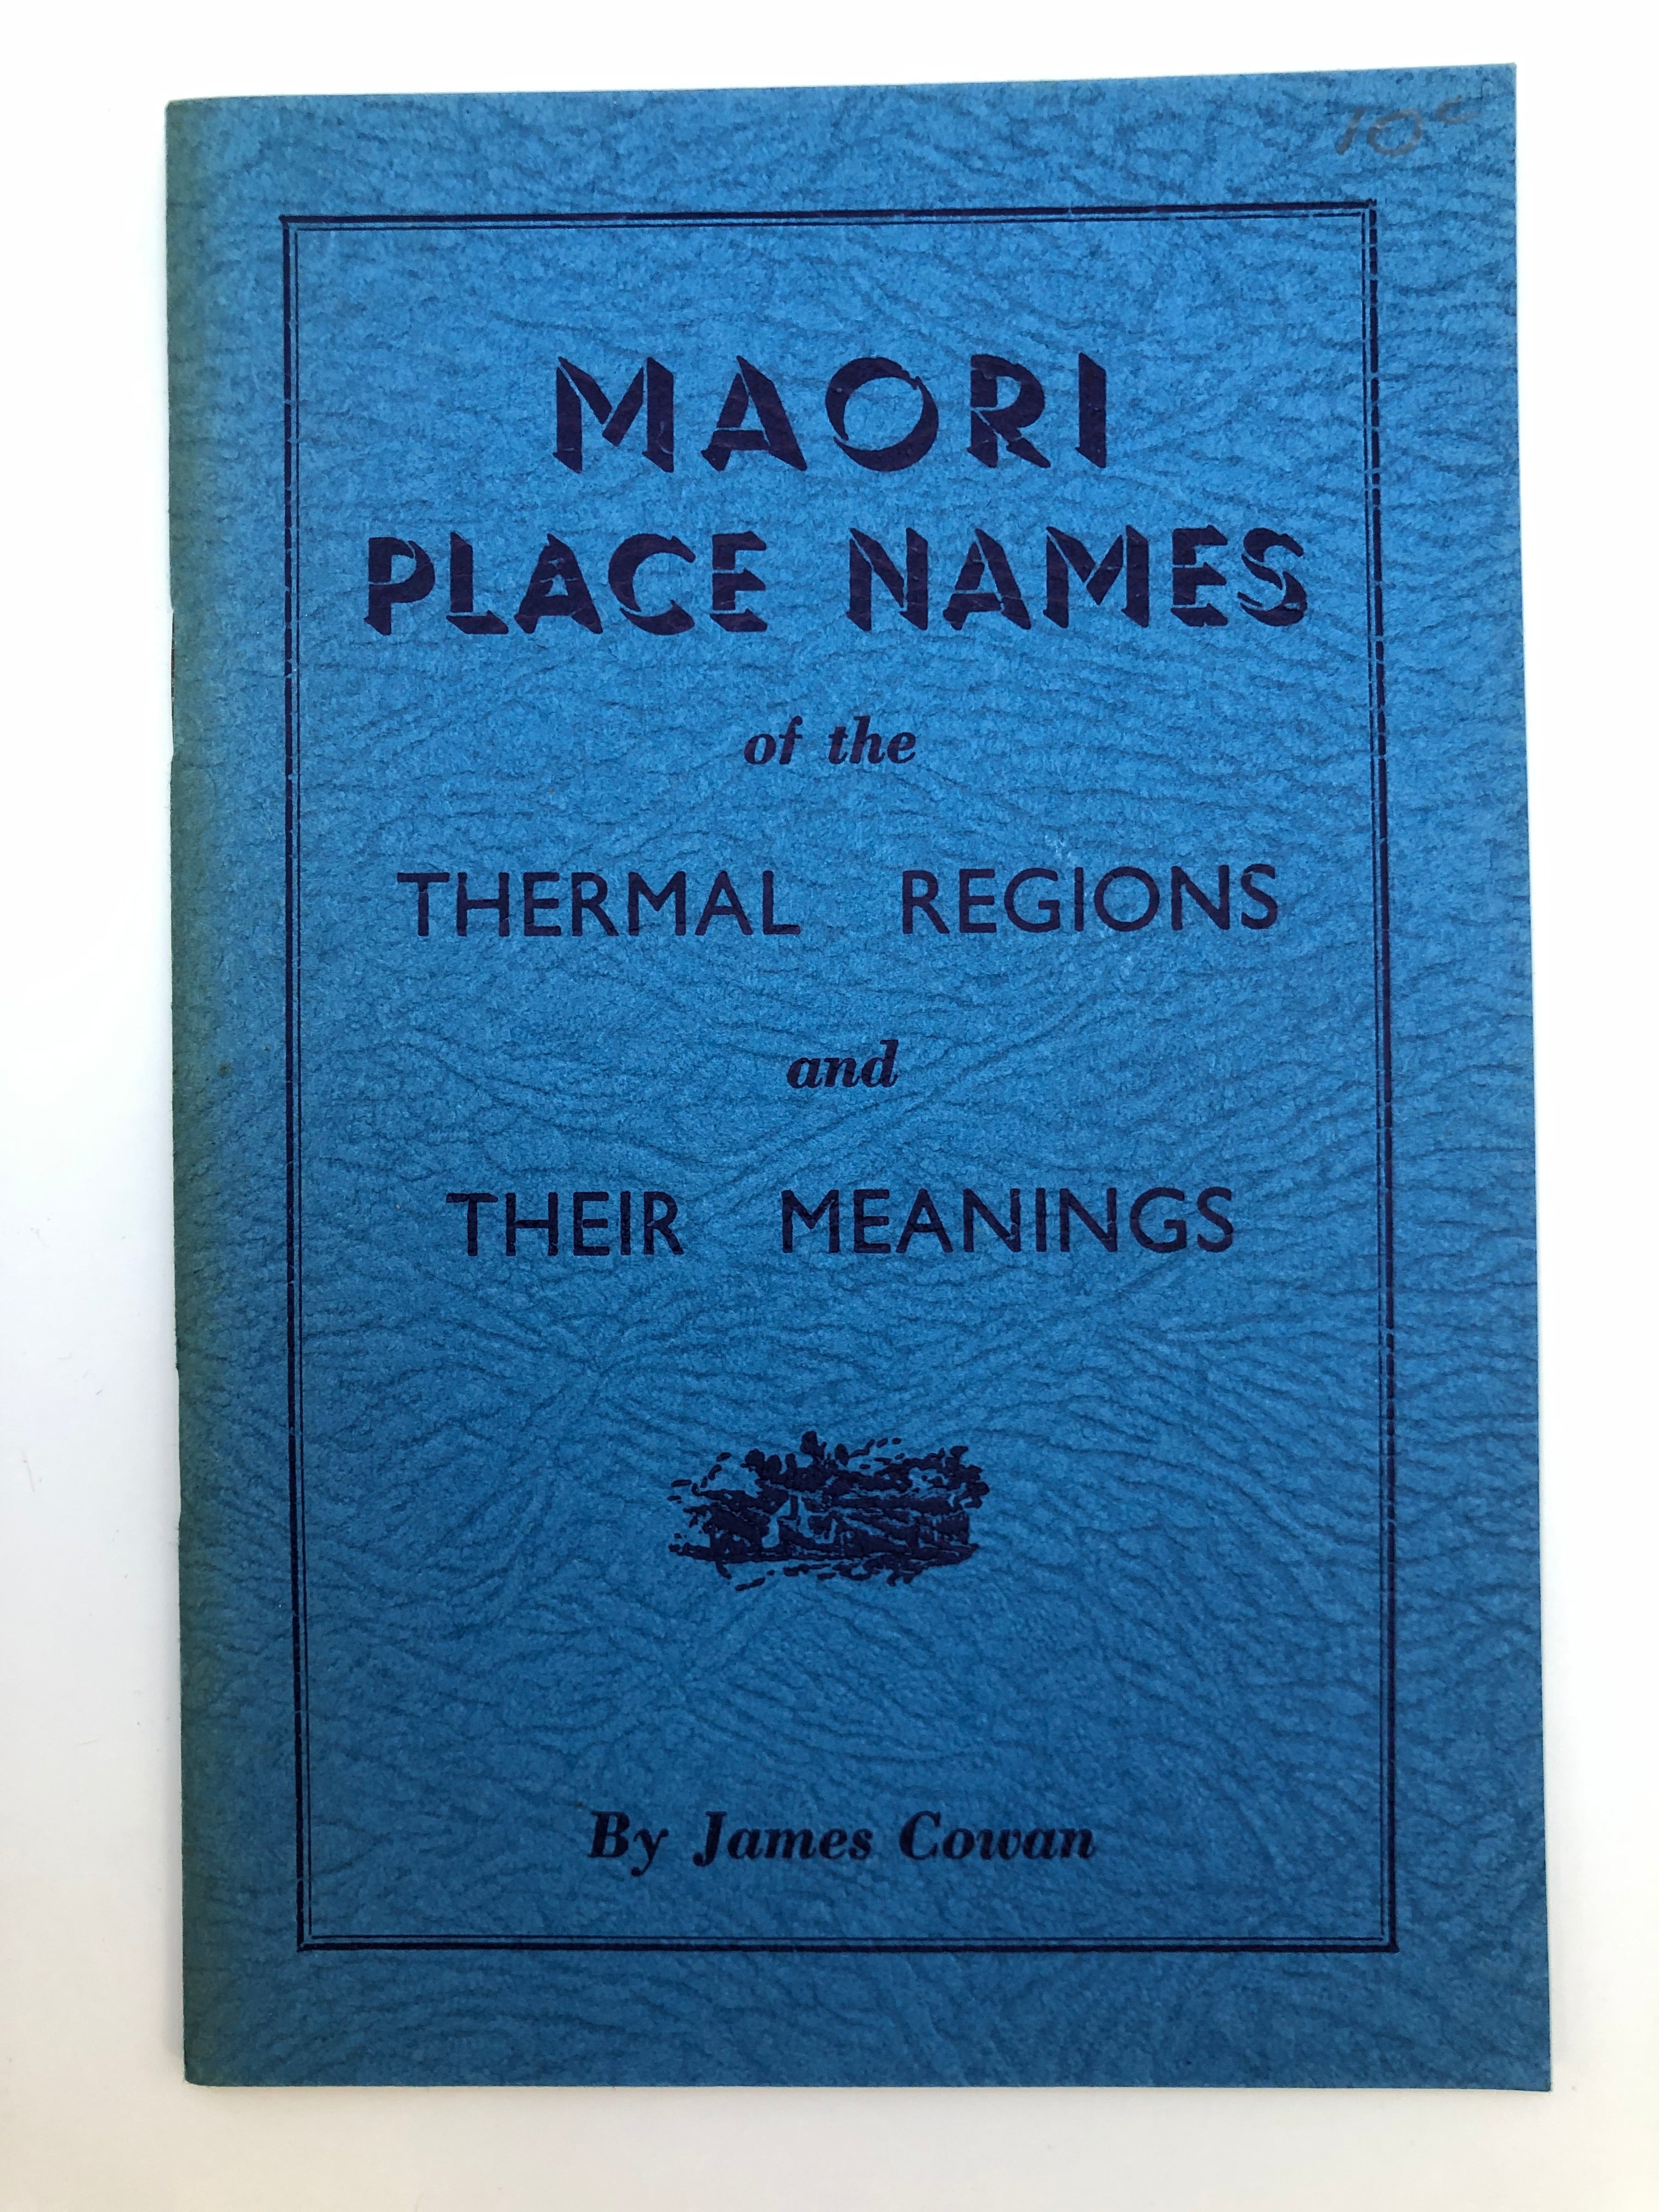 10c
MAORI
PLACE NAMES
of the
THERMAL REGIONS
and
THEIR MEANINGS
By James Cowan